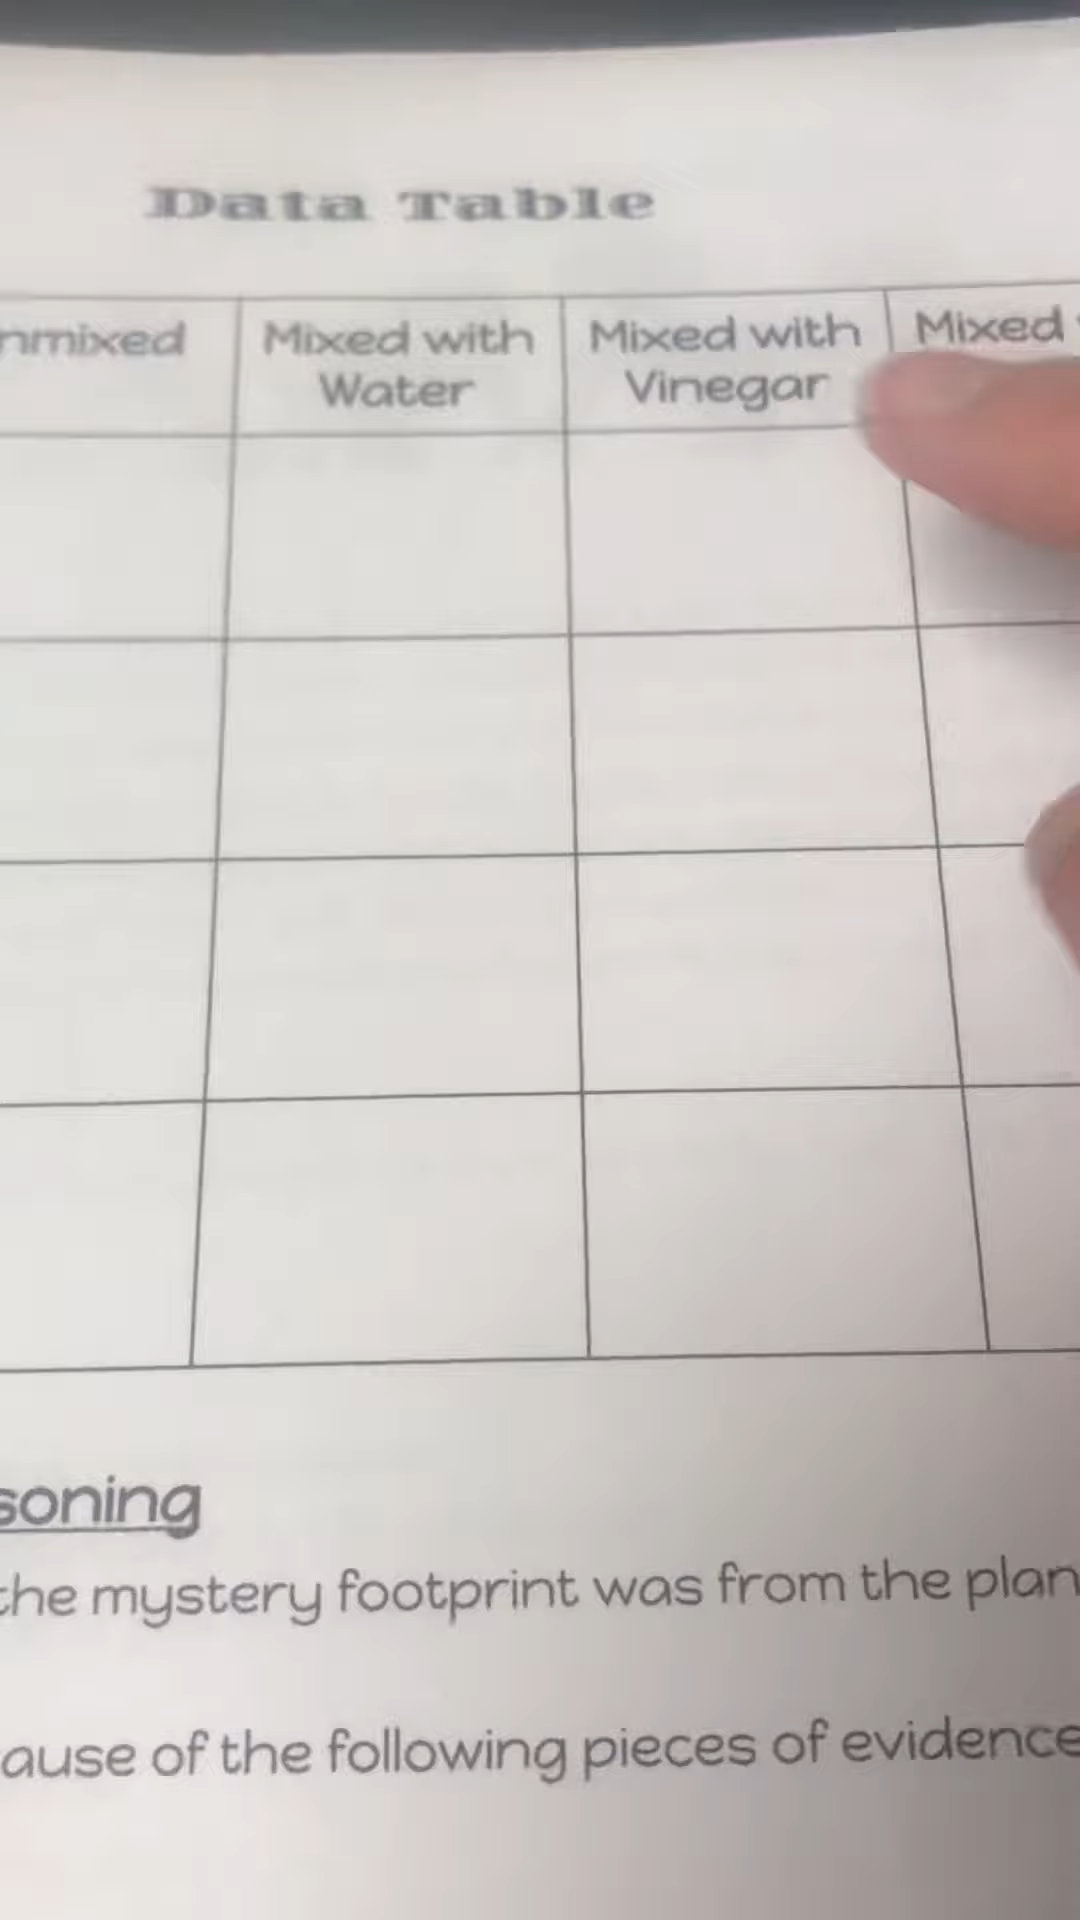 Data Table
nmixed
Mixed with
Water
Mixed with
Vinegar
Mixed
soning
the mystery footprint was from the plan
ause of the following pieces of evidence